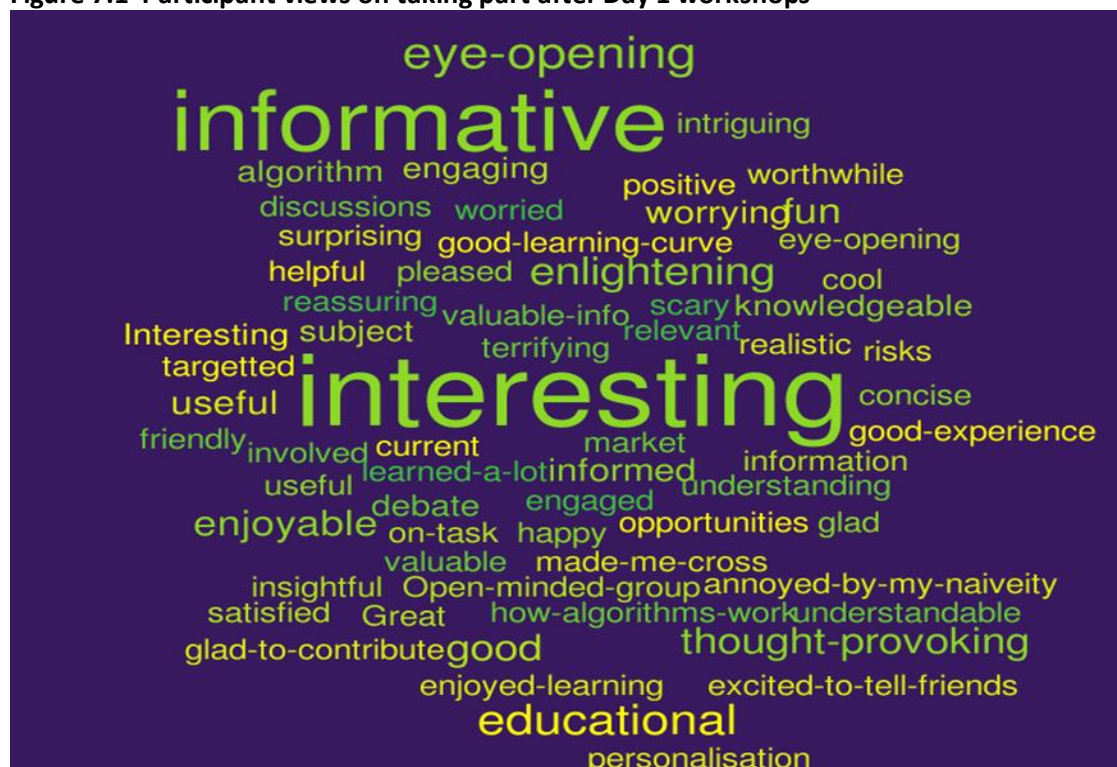 Figure 7.1 Participant views on taking part after Day 1 workshops
eye-opening
informative intriguing
algorithm engaging positive worthwhile
discussions worried worrying fun
surprising good-learning-curve eye-opening
helpful pleased enlightening cool
reassuring valuable-info scary knowledgeable
Interesting subject terrifying relevant realistic risks
targetted
useful interesting concise
friendly involved current market good-experience
learned-a-lot informed information
useful debate engaged understanding
enjoyable on-task happy opportunities glad
valuable made-me-cross
insightful Open-minded-group annoyed-by-my-naiveity
satisfied Great how-algorithms-work understandable
glad-to-contribute good thought-provoking
enjoyed-learning excited-to-tell-friends
educational
personalisation